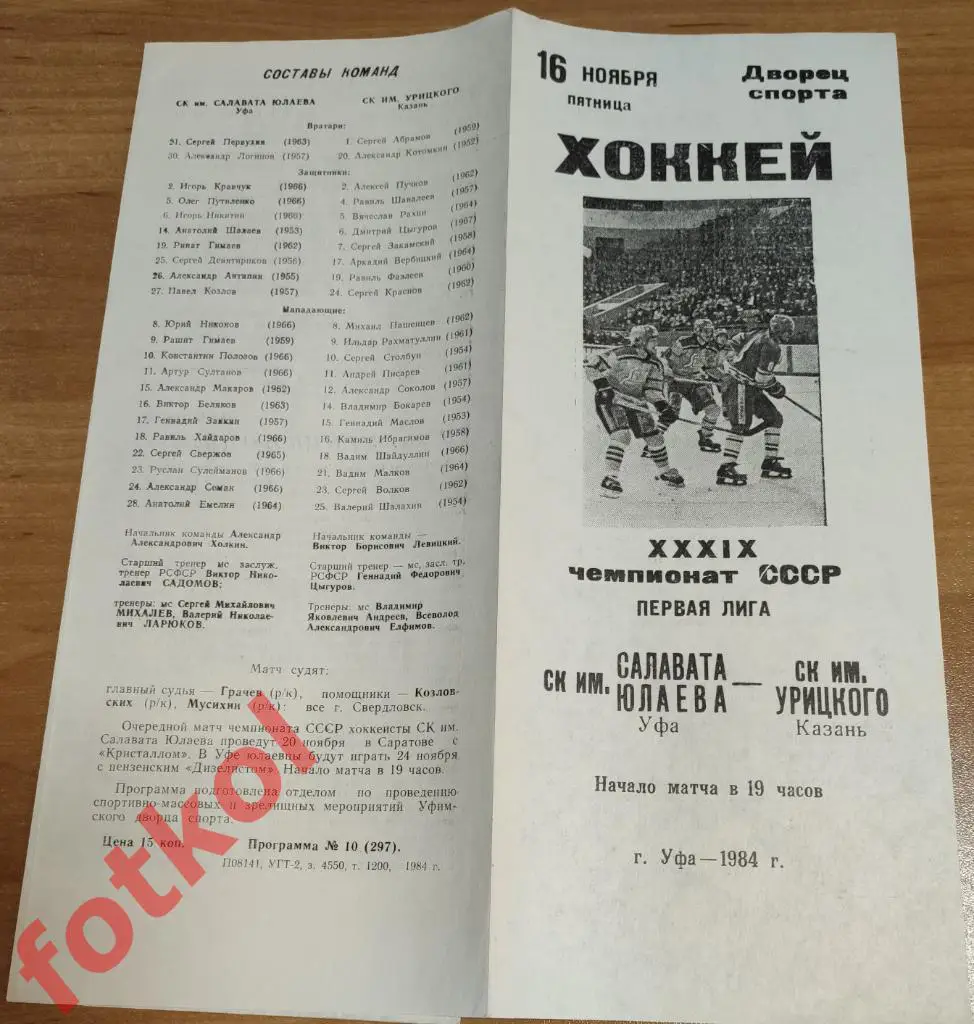 СОСТАВЫ КОМАНД
СК им. САЛАВАТА ЮЛАЕВА
Уфа
СК ИМ. УРИЦКОГО
Казань
Вратари:
21. Сергей Первухин (1963) 1. Сергей Абрамов (1959)
30. Александр Логинов (1957) 20. Александр Котомкин (1952)
Защитники:
2. Игорь Кравчук (1966) 2. Алексей Пучков (1962)
5. Олег Путиленко (1966) 4. Равиль Шавалеев (1957)
6. Игорь Никитин (1966) 5. Вячеслав Рахин (1964)
14. Анатолий Шалаев (1953) 6. Дмитрий Цыгуров (1967)
19. Ринат Гимаев (1962) 7. Сергей Закамский (1958)
25. Сергей Девятириков (1956) 17. Аркадий Вербицкий (1964)
26. Александр Антипин (1955) 19. Равиль Фазлеев (1960)
27. Павел Козлов (1957) 24. Сергей Краснов (1962)
Нападающие:
8. Юрий Никонов (1966) 8. Михаил Пашенцев (1962)
9. Рашит Гимаев (1959) 9. Ильдар Рахматуллин (1961)
10. Константин Полозов (1966) 10. Сергей Столбун (1954)
11. Артур Султанов (1966) 11. Андрей Писарев (1961)
15. Александр Макаров (1962) 12. Александр Соколов (1957)
16. Виктор Беляков (1963) 14. Владимир Бокарев (1954)
17. Геннадий Заикин (1957) 15. Геннадий Маслов (1953)
18. Равиль Хайдаров (1966) 16. Камиль Ибрагимов (1958)
22. Сергей Свержов (1965) 18. Вадим Шайдуллин (1966)
23. Руслан Сулейманов (1966) 21. Вадим Малков (1964)
24. Александр Семак (1966) 23. Сергей Волков (1962)
28. Анатолий Емелин (1964) 25. Валерий Шалахин (1954)
Начальник команды Александр
Александрович Холкин.
Старший тренер мс заслуж.
тренер РСФСР Виктор Нико-
лаевич САДОМОВ;
тренеры: мс Сергей Михайлович
МИХАЛЕВ, Валерий Николае-
вич ЛАРЮКОВ.
Начальник команды —
Виктор Борисович Левицкий.
Старший тренер — мс, засл. тр.
РСФСР Геннадий Федорович
Цыгуров.
Тренеры: мс Владимир
Яковлевич Андреев, Всеволод
Александрович Елфимов.
Матч судят:
главный судья — Грачев (р/к), помощники — Козлов-
ских (р/к), Мусихин (р/к): все г. Свердловск.
Очередной матч чемпионата СССР хоккеисты СК им.
Салавата Юлаева проведут 20 ноября в Саратове с
«Кристаллом». В Уфе юлаевцы будут играть 24 ноября
с пензенским «Дизелистом». Начало матча в 19 часов.
Программа подготовлена отделом по проведению
спортивно-массовых и зрелищных мероприятий Уфим-
ского дворца спорта.
Цена 15 коп. Программа № 10 (297).
П08141, УГТ-2, з. 4550, т. 1200, 1984 г.
16 НОЯБРЯ
ПЯТНИЦА
Дворец
спорта
ХОККЕЙ
XXXIX
чемпионат СССР
ПЕРВАЯ ЛИГА
СК ИМ. САЛАВАТА
ЮЛАЕВА
Уфа
—
СК ИМ.
УРИЦКОГО
Казань
Начало матча в 19 часов
г. Уфа—1984 г.
fotkol